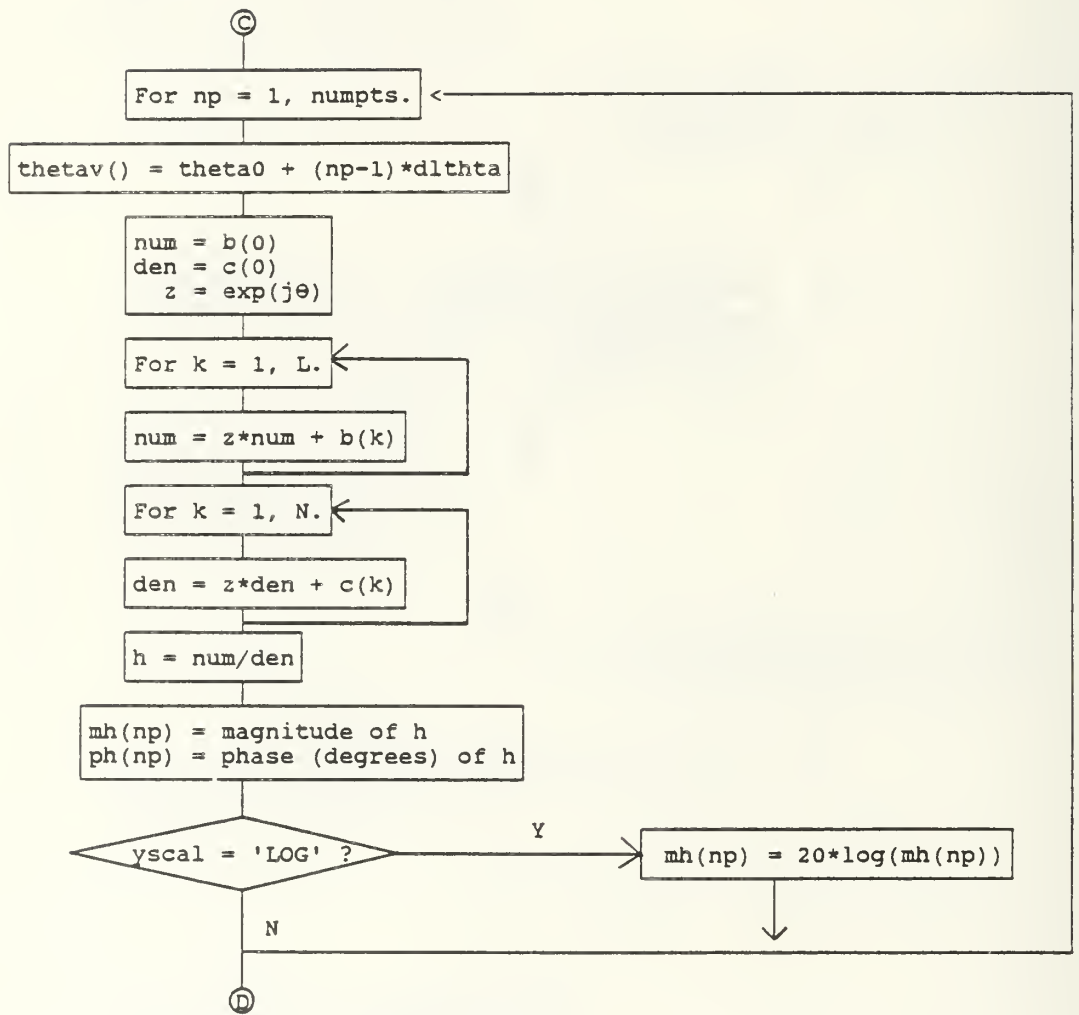 C
For np = 1, numpts.
thetav() = theta0 + (np-1)*dlthta
num = b(0)
den = c(0)
z = exp(jθ)
For k = 1, L.
num = z*num + b(k)
For k = 1, N.
den = z*den + c(k)
h = num/den
mh(np) = magnitude of h
ph(np) = phase (degrees) of h
yscal = 'LOG' ?
Y
mh(np) = 20*log(mh(np))
N
D